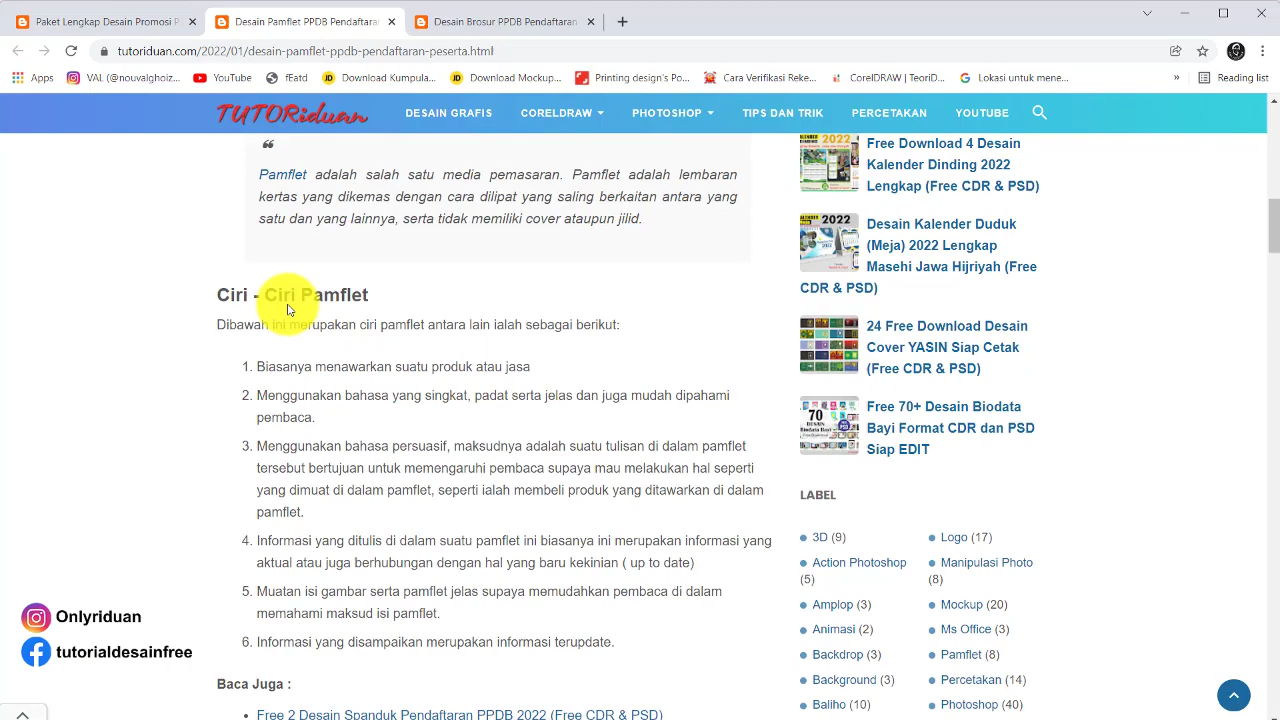 Paket Lengkap Desain Promosi P
Desain Pamflet PPDB Pendaftaran
Desain Brosur PPDB Pendaftaran
tutoriduanfree.com/2022/01/desain-pamflet-ppdb-pendaftaran-peserta.html
Apps
VAL (@nouvalghoiz...
YouTube
fEatd
Download Kumpula...
Download Mockup...
Printing design's Po...
Cara Verifikasi Reke...
CorelDRAW | TeoriD...
Lokasi untuk mene...
»
Reading list
TUTORiduan
DESAIN GRAFIS
CORELDRAW
PHOTOSHOP
TIPS DAN TRIK
PERCETAKAN
YOUTUBE
❝
Pamflet adalah salah satu media pemasaran. Pamflet adalah lembaran
kertas yang dikemas dengan cara dilipat yang saling berkaitan antara yang
satu dan yang lainnya, serta tidak memiliki cover ataupun jilid.
Ciri - Ciri Pamflet
Dibawah ini merupakan ciri pamflet antara lain ialah sebagai berikut:
1. Biasanya menawarkan suatu produk atau jasa
2. Menggunakan bahasa yang singkat, padat serta jelas dan juga mudah dipahami
pembaca.
3. Menggunakan bahasa persuasif, maksudnya adalah suatu tulisan di dalam pamflet
tersebut bertujuan untuk memengaruhi pembaca supaya mau melakukan hal seperti
yang dimuat di dalam pamflet, seperti ialah membeli produk yang ditawarkan di dalam
pamflet.
4. Informasi yang ditulis di dalam suatu pamflet ini biasanya ini merupakan informasi yang
aktual atau juga berhubungan dengan hal yang baru kekinian ( up to date)
5. Muatan isi gambar serta pamflet jelas supaya memudahkan pembaca di dalam
memahami maksud isi pamflet.
6. Informasi yang disampaikan merupakan informasi terupdate.
Baca Juga :
• Free 2 Desain Spanduk Pendaftaran PPDB 2022 (Free CDR & PSD)
Onlyriduan
tutorialdesainfree
Free Download 4 Desain
Kalender Dinding 2022
Lengkap (Free CDR & PSD)
Desain Kalender Duduk
(Meja) 2022 Lengkap
Masehi Jawa Hijriyah (Free
CDR & PSD)
24 Free Download Desain
Cover YASIN Siap Cetak
(Free CDR & PSD)
Free 70+ Desain Biodata
Bayi Format CDR dan PSD
Siap EDIT
LABEL
3D (9)
Logo (17)
Action Photoshop
(5)
Manipulasi Photo
(8)
Amplop (3)
Mockup (20)
Animasi (2)
Ms Office (3)
Backdrop (3)
Pamflet (8)
Background (3)
Percetakan (14)
Baliho (10)
Photoshop (40)